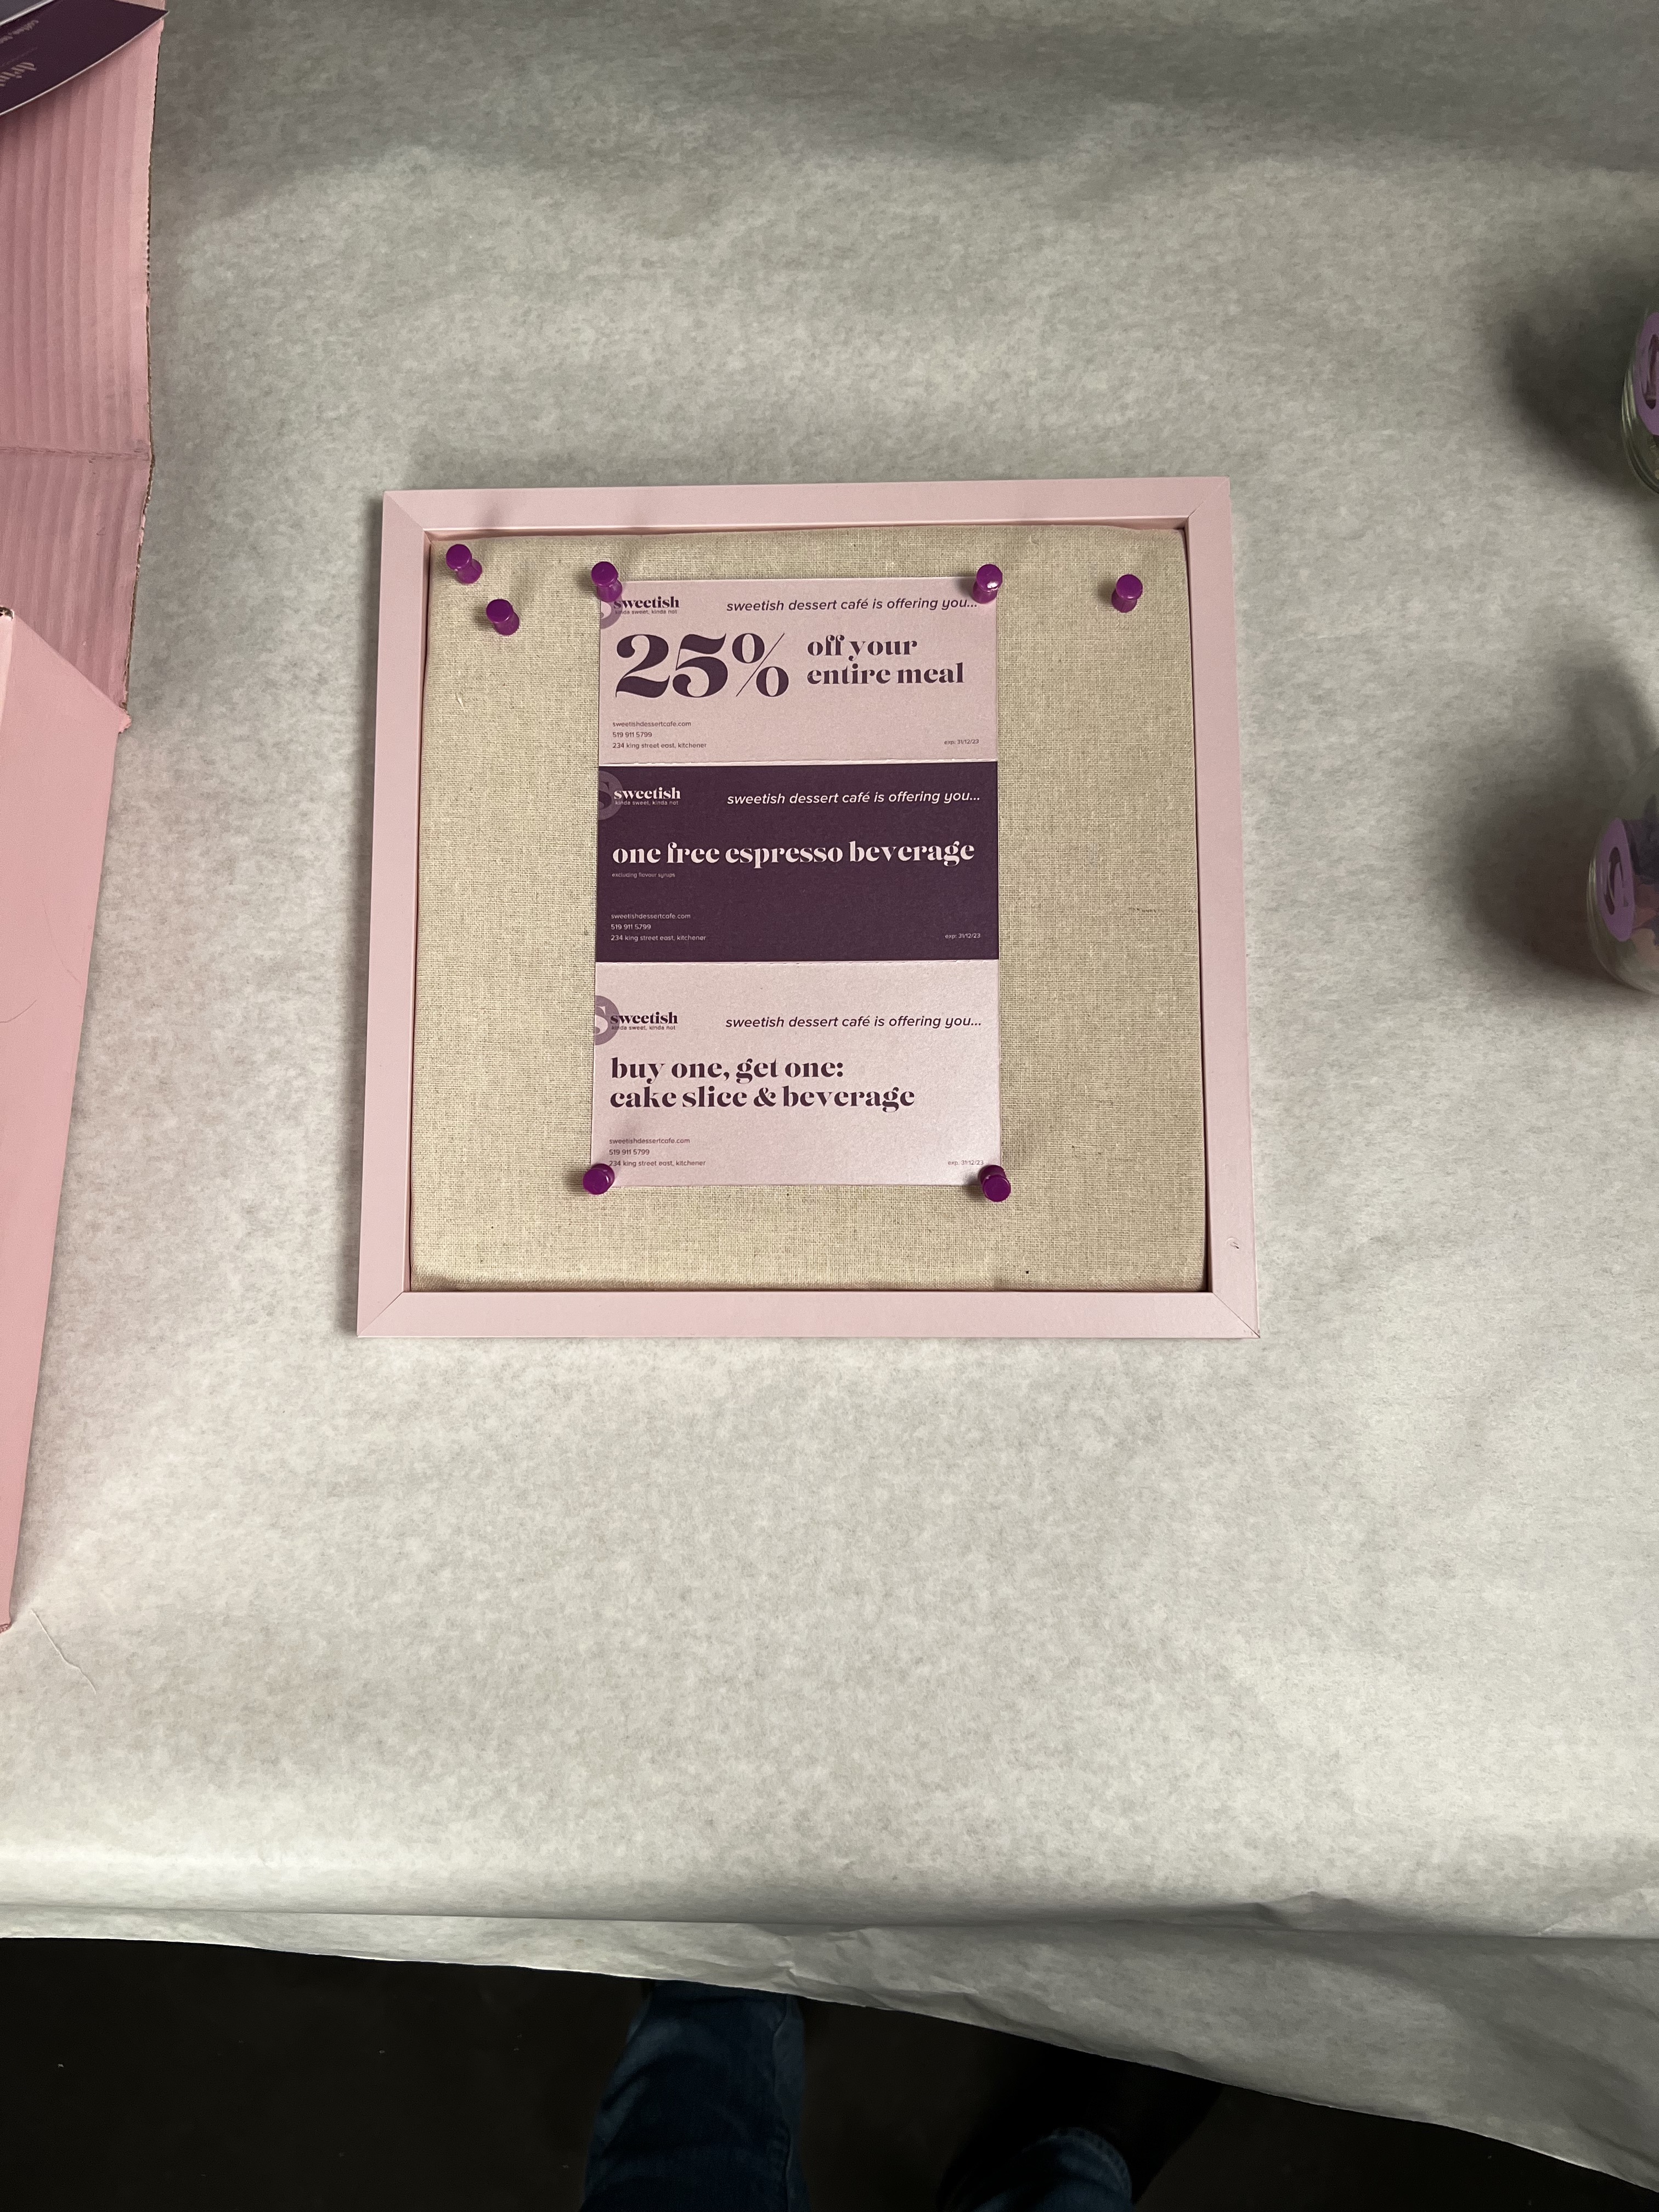 sweetish
kinda sweet, kinda not
sweetish dessert café is offering you...
25% off your
entire meal
sweetishdessertcafe.com
519 911 5799
234 king street east, kitchener
exp: 31/12/23
sweetish
kinda sweet, kinda not
sweetish dessert café is offering you...
one free espresso beverage
excluding flavour syrups
sweetishdessertcafe.com
519 911 5799
234 king street east, kitchener
exp: 31/12/23
S
sweetish
kinda sweet, kinda not
sweetish dessert café is offering you...
buy one, get one:
cake slice & beverage
sweetishdessertcafe.com
519 911 5799
234 king street east, kitchener
exp: 31/12/23